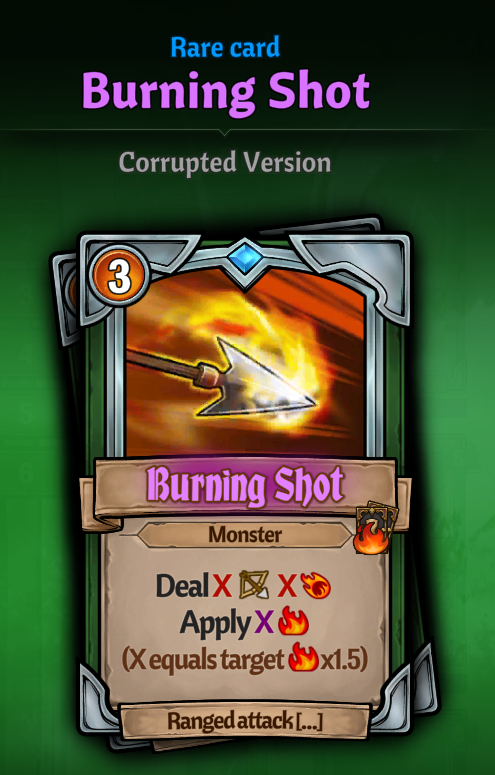 Rare card
Burning Shot
Corrupted Version
3
Burning Shot
Monster
Deal X X
Apply X
(X equals target x1.5)
Ranged attack [...]